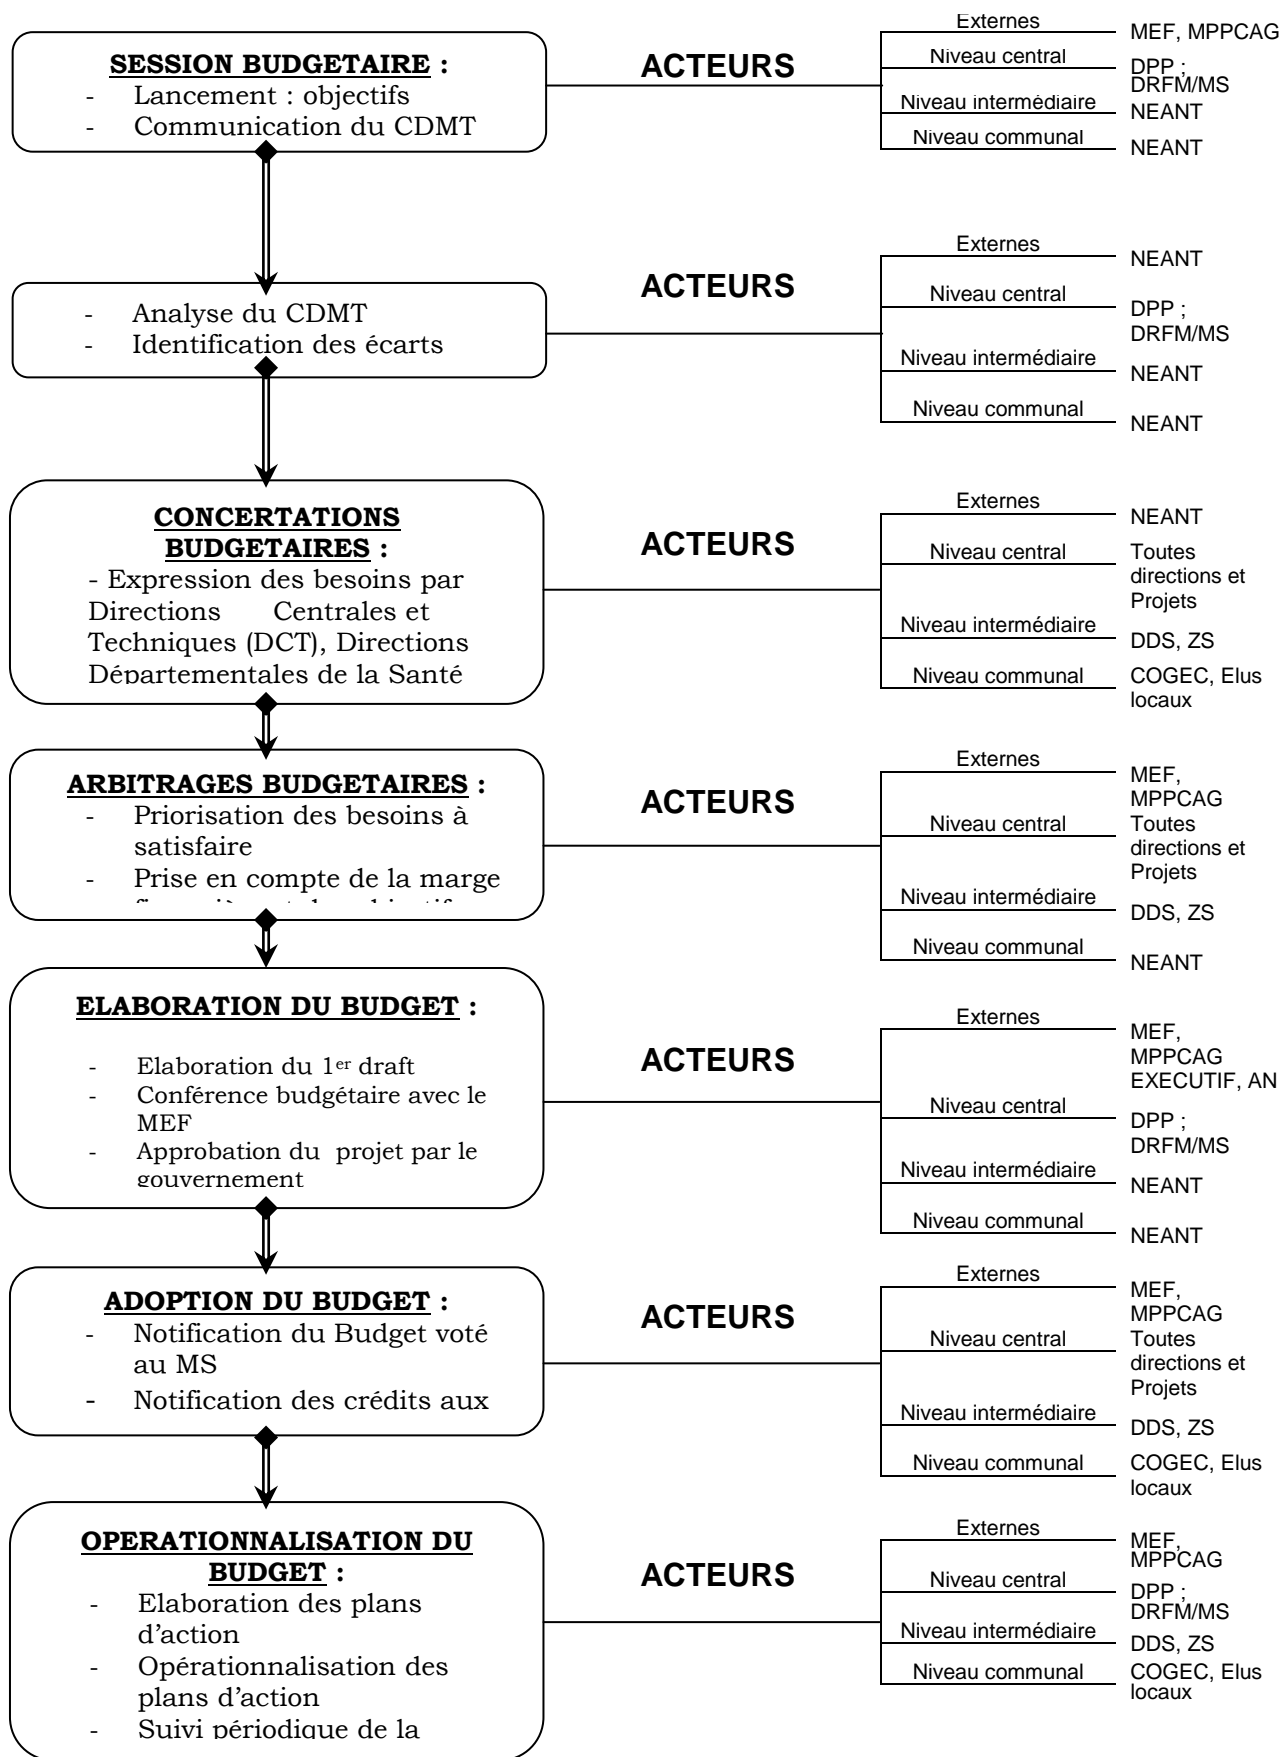 SESSION BUDGETAIRE :
- Lancement : objectifs
- Communication du CDMT
ACTEURS
Externes
MEF, MPPCAG
Niveau central
DPP ;
DRFM/MS
Niveau intermédiaire
NEANT
Niveau communal
NEANT
- Analyse du CDMT
- Identification des écarts
ACTEURS
Externes
NEANT
Niveau central
DPP ;
DRFM/MS
Niveau intermédiaire
NEANT
Niveau communal
NEANT
CONCERTATIONS
BUDGETAIRES :
- Expression des besoins par
Directions Centrales et
Techniques (DCT), Directions
Départementales de la Santé
ACTEURS
Externes
NEANT
Niveau central
Toutes
directions et
Projets
Niveau intermédiaire
DDS, ZS
Niveau communal
COGEC, Elus
locaux
ARBITRAGES BUDGETAIRES :
- Priorisation des besoins à
satisfaire
- Prise en compte de la marge
ACTEURS
Externes
MEF,
MPPCAG
Niveau central
Toutes
directions et
Projets
Niveau intermédiaire
DDS, ZS
Niveau communal
NEANT
ELABORATION DU BUDGET :
- Elaboration du 1er draft
- Conférence budgétaire avec le
MEF
- Approbation du projet par le
gouvernement
ACTEURS
Externes
MEF,
MPPCAG
EXECUTIF, AN
Niveau central
DPP ;
DRFM/MS
Niveau intermédiaire
NEANT
Niveau communal
NEANT
ADOPTION DU BUDGET :
- Notification du Budget voté
au MS
- Notification des crédits aux
ACTEURS
Externes
MEF,
MPPCAG
Niveau central
Toutes
directions et
Projets
Niveau intermédiaire
DDS, ZS
Niveau communal
COGEC, Elus
locaux
OPERATIONNALISATION DU
BUDGET :
- Elaboration des plans
d'action
- Opérationnalisation des
plans d'action
- Suivi périodique de la
ACTEURS
Externes
MEF,
MPPCAG
Niveau central
DPP ;
DRFM/MS
Niveau intermédiaire
DDS, ZS
Niveau communal
COGEC, Elus
locaux